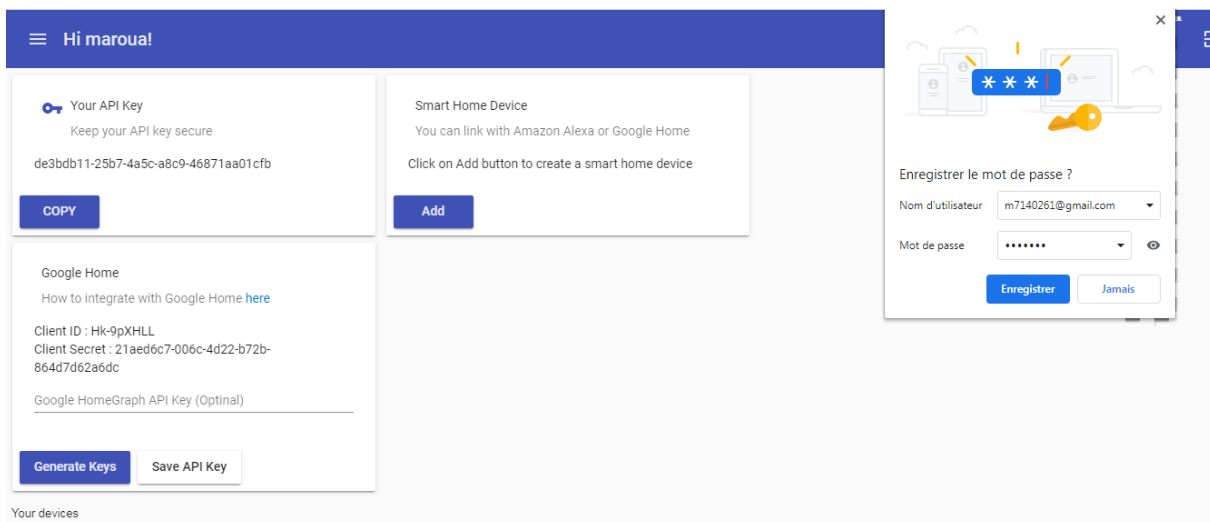 Hi maroua!
Your API Key
Keep your API key secure
de3bdb11-25b7-4a5c-a8c9-46871aa01cfb
COPY
Smart Home Device
You can link with Amazon Alexa or Google Home
Click on Add button to create a smart home device
Add
Google Home
How to integrate with Google Home here
Client ID : Hk-9pXHLL
Client Secret : 21aed6c7-006c-4d22-b72b-
864d7d62a6dc
Google HomeGraph API Key (Optinal)
Generate Keys
Save API Key
Your devices
Enregistrer le mot de passe ?
Nom d'utilisateur m7140261@gmail.com
Mot de passe •••••••
Enregistrer
Jamais